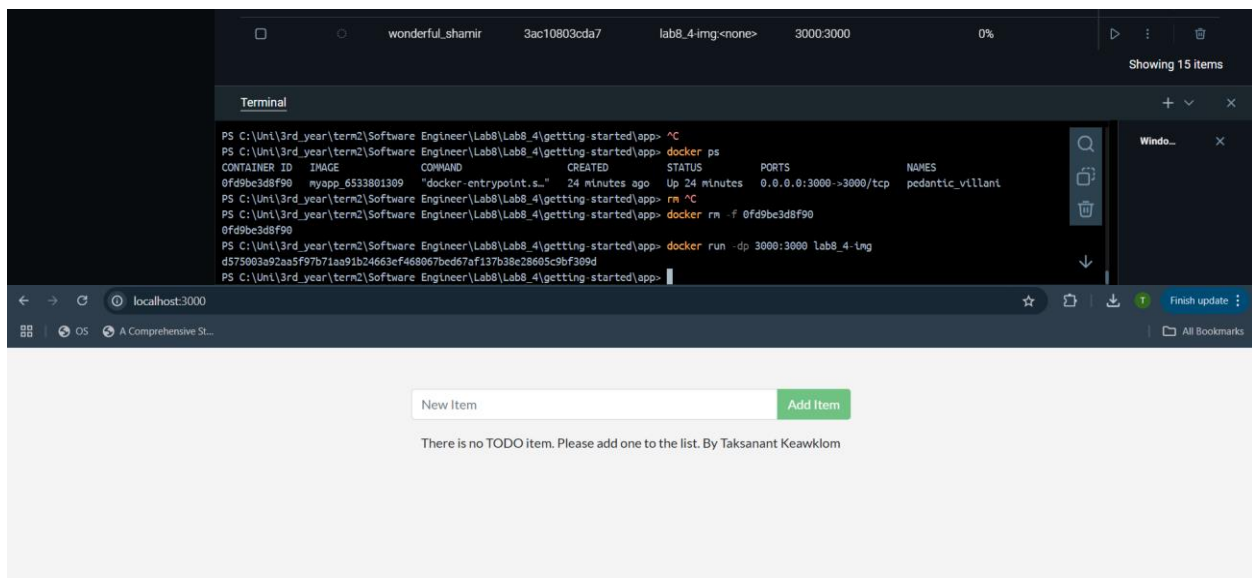 wonderful_shamir 3ac10803cda7 lab8_4-img:<none> 3000:3000 0%
Showing 15 items
Terminal
PS C:\Uni\3rd_year\term2\Software Engineer\Lab8\Lab8_4\getting-started\app> ^C
PS C:\Uni\3rd_year\term2\Software Engineer\Lab8\Lab8_4\getting-started\app> docker ps
CONTAINER ID IMAGE COMMAND CREATED STATUS PORTS NAMES
0fd9be3d8f90 myapp_6533801309 "docker-entrypoint.s…" 24 minutes ago Up 24 minutes 0.0.0.0:3000->3000/tcp pedantic_villani
PS C:\Uni\3rd_year\term2\Software Engineer\Lab8\Lab8_4\getting-started\app> rm ^C
PS C:\Uni\3rd_year\term2\Software Engineer\Lab8\Lab8_4\getting-started\app> docker rm -f 0fd9be3d8f90
0fd9be3d8f90
PS C:\Uni\3rd_year\term2\Software Engineer\Lab8\Lab8_4\getting-started\app> docker run -dp 3000:3000 lab8_4-img
d575003a92aa5f97b71aa91b24663ef468067bed67af137b38e28605c9bf309d
PS C:\Uni\3rd_year\term2\Software Engineer\Lab8\Lab8_4\getting-started\app>
Windo...
localhost:3000
T
Finish update
OS
A Comprehensive St...
All Bookmarks
New Item
Add Item
There is no TODO item. Please add one to the list. By Taksanant Keawklom